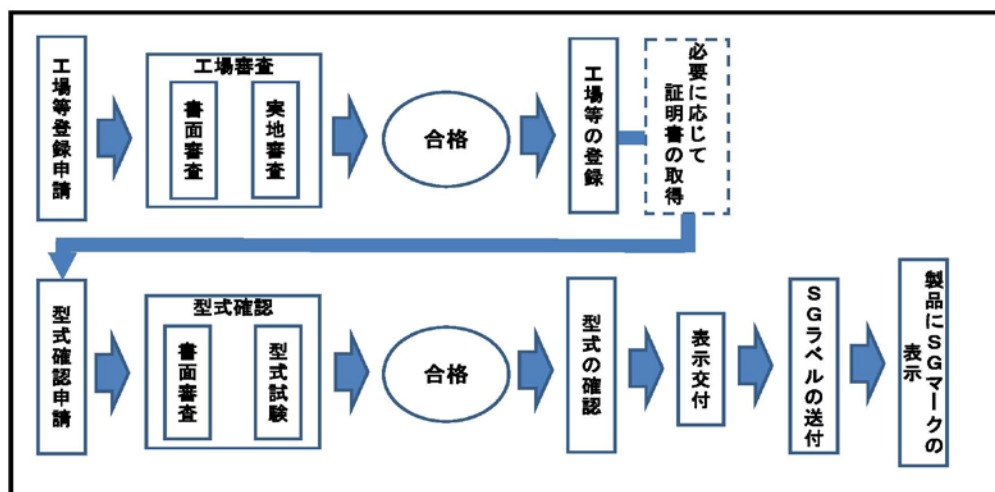 工場等登録申請
工場審査
書面審査
実地審査
合格
工場等の登録
必要に応じて
証明書の取得
型式確認申請
型式確認
書面審査
型式試験
合格
型式の確認
表示交付
SGラベルの送付
製品にSGマークの
表示